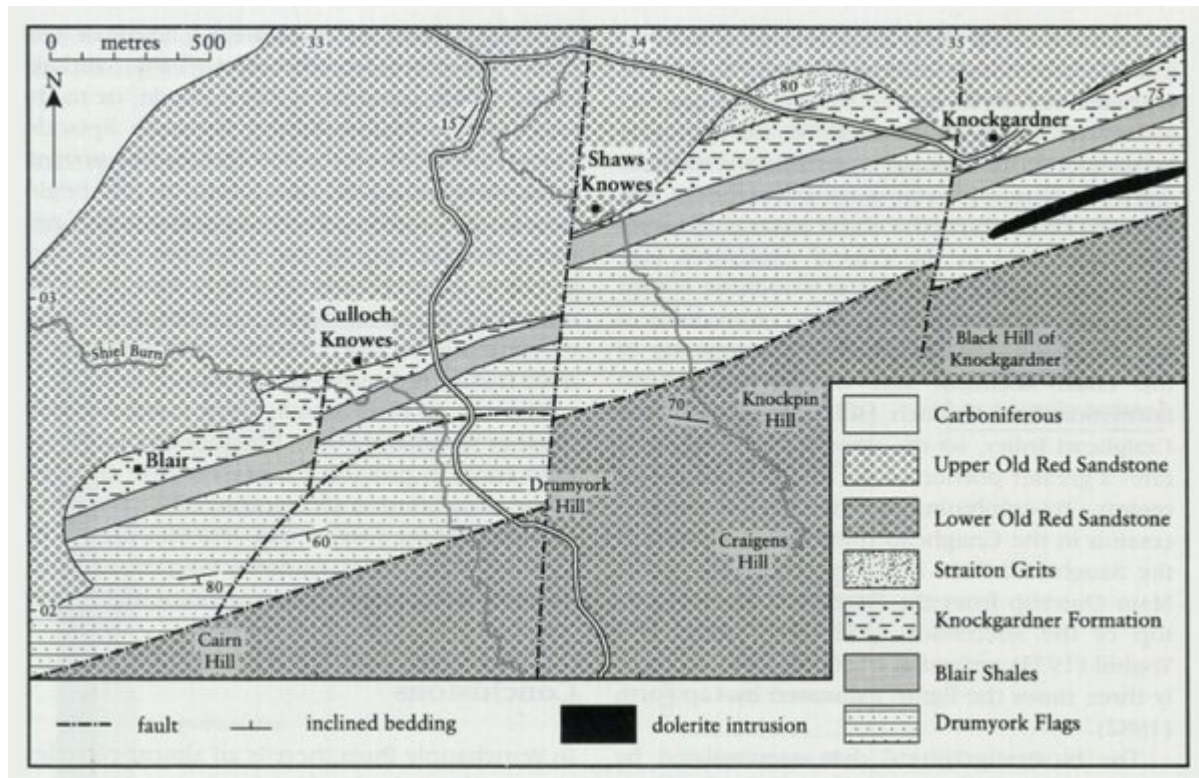 0 metres 500
33
34
35
N
80
75
15
Knockgardner
Shaws
Knowes
03
Culloch
Knowes
Shiel Burn
Black Hill of
Knockgardner
70
Knockpin
Hill
Blair
Drumyork
Hill
60
Craigens
Hill
80
02
Cairn
Hill
Carboniferous
Upper Old Red Sandstone
Lower Old Red Sandstone
Straiton Grits
Knockgardner Formation
Blair Shales
Drumyork Flags
fault
inclined bedding
dolerite intrusion